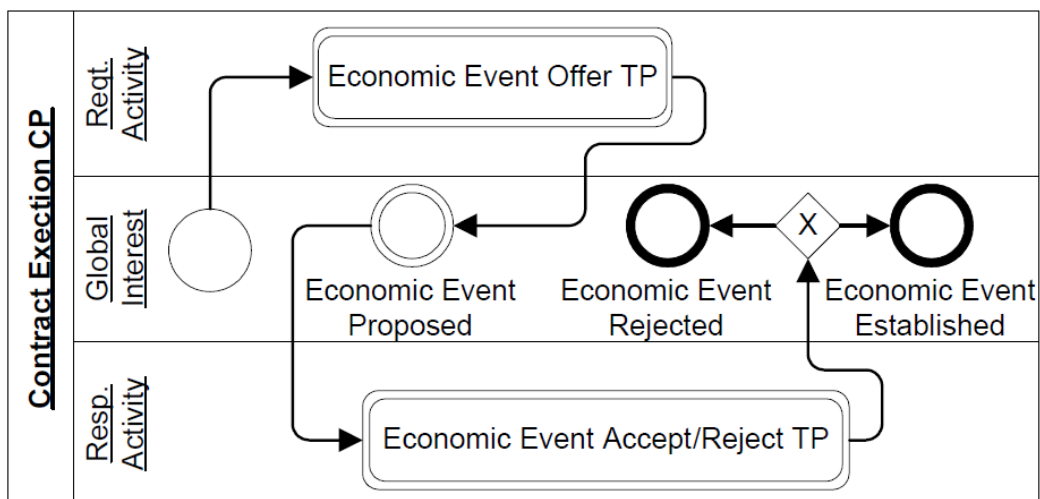 Contract Exection CP
Reqt.
Activity
Economic Event Offer TP
Global
Interest
X
Economic Event
Proposed
Economic Event
Rejected
Economic Event
Established
Resp.
Activity
Economic Event Accept/Reject TP